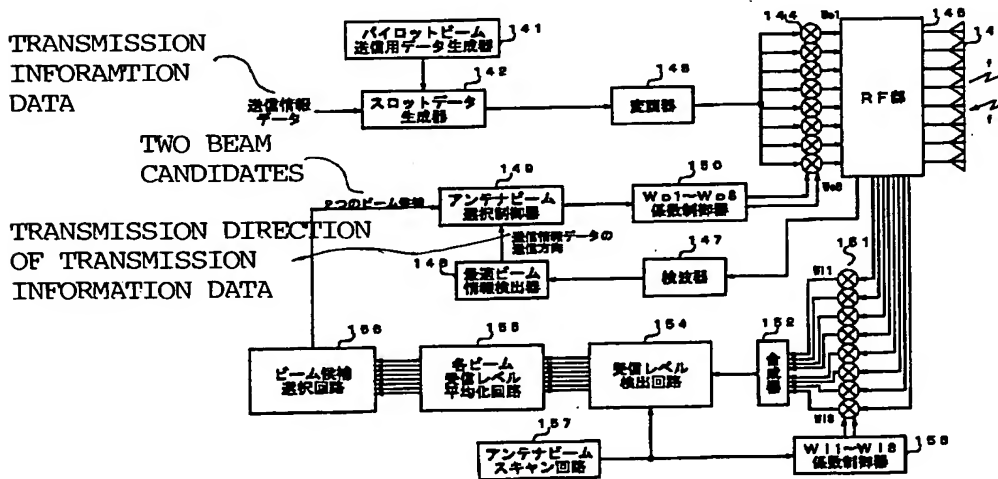 TRANSMISSION
INFORAMTION
DATA
パイロットビーム
送信用データ生成器
141
142
送信情報
データ
スロットデータ
生成器
変調器
144
Wo1
RF部
TWO BEAM
CANDIDATES
2つのビーム候補
149
アンテナビーム
選択制御器
150
Wo1~Wo8
係数制御器
Wo8
TRANSMISSION DIRECTION
OF TRANSMISSION
INFORMATION DATA
送信情報データの
送信方向
148
最適ビーム
情報検出器
147
検波器
WI1
152
合成器
ビーム候補
選択回路
155
各ビーム
受信レベル
平均化回路
154
受信レベル
検出回路
WI8
157
アンテナビーム
スキャン回路
WI1~WI8
係数制御器